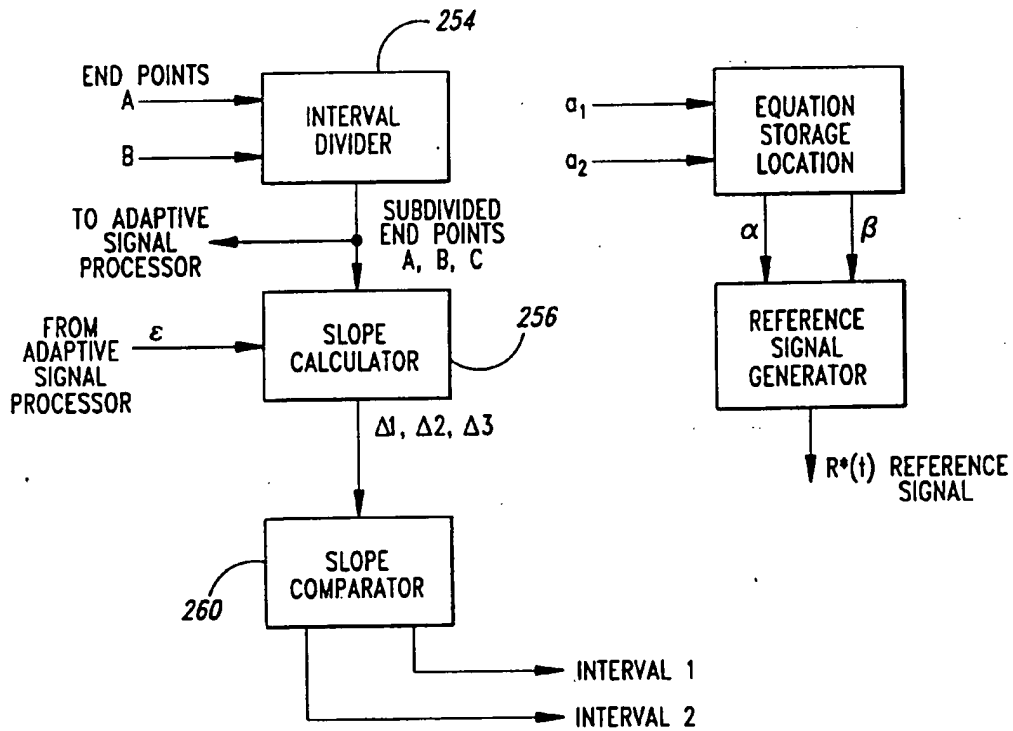 254
END POINTS
A
B
INTERVAL
DIVIDER
TO ADAPTIVE
SIGNAL
PROCESSOR
SUBDIVIDED
END POINTS
A, B, C
FROM
ADAPTIVE
SIGNAL
PROCESSOR
ε
SLOPE
CALCULATOR
256
Δ1, Δ2, Δ3
SLOPE
COMPARATOR
260
INTERVAL 1
INTERVAL 2
a1
a2
EQUATION
STORAGE
LOCATION
α
β
REFERENCE
SIGNAL
GENERATOR
R*(t) REFERENCE
SIGNAL